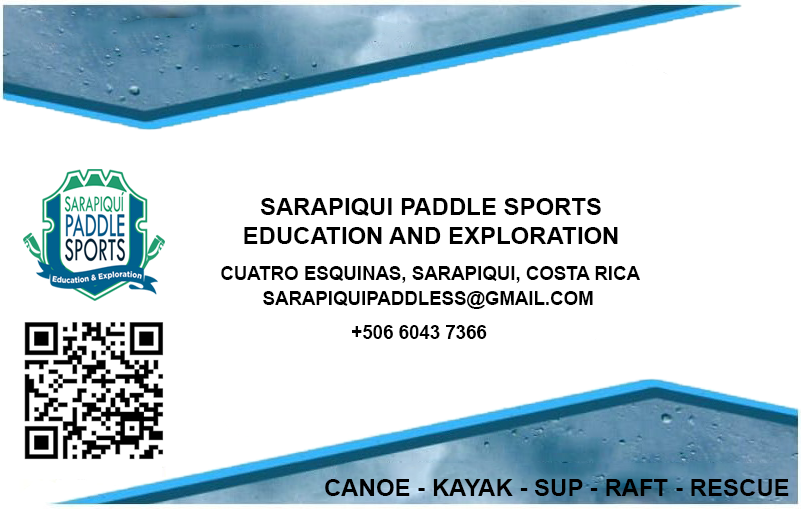 SARAPIQUÍ
PADDLE
SPORTS
Education & Exploration
SARAPIQUI PADDLE SPORTS
EDUCATION AND EXPLORATION
CUATRO ESQUINAS, SARAPIQUI, COSTA RICA
SARAPIQUIPADDLESS@GMAIL.COM
+506 6043 7366
CANOE - KAYAK - SUP - RAFT - RESCUE